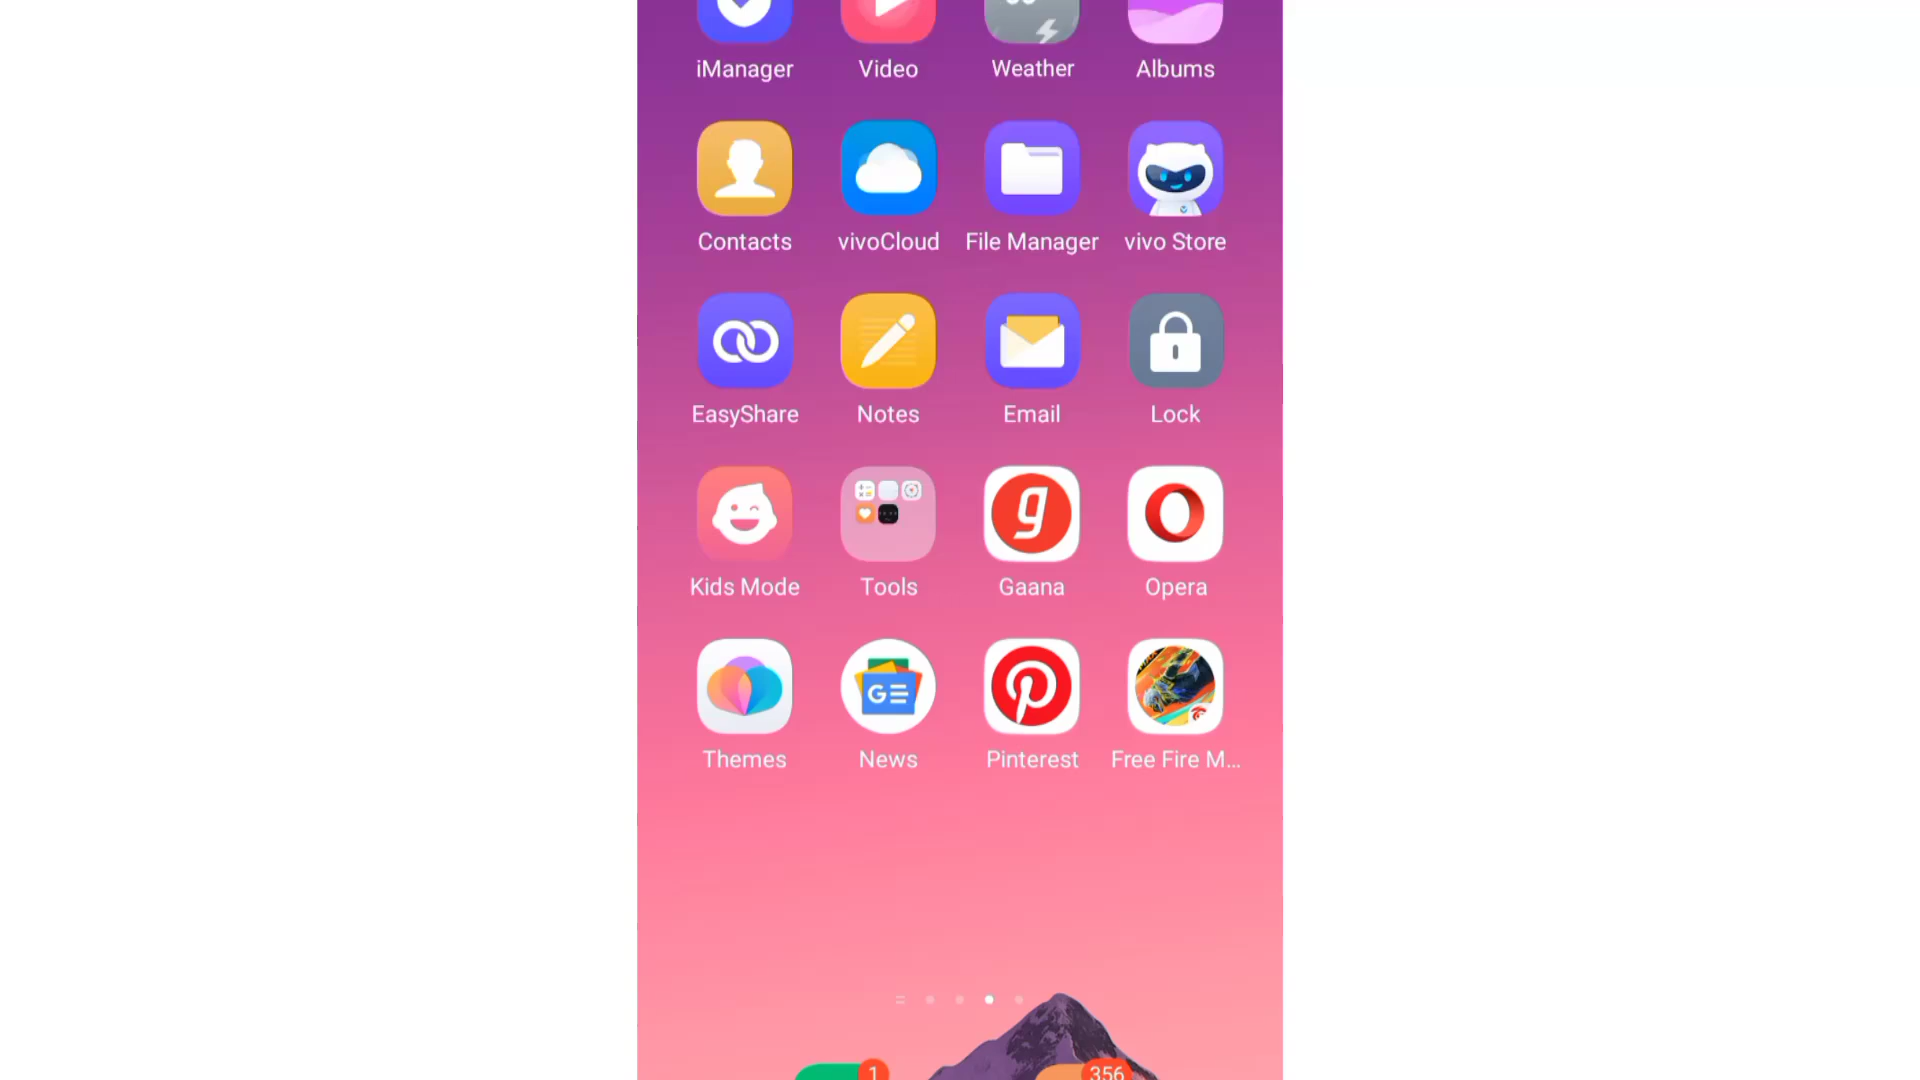 iManager Video Weather Albums
Contacts vivoCloud File Manager vivo Store
EasyShare Notes Email Lock
Kids Mode Tools Gaana Opera
Themes News Pinterest Free Fire M...
1 356